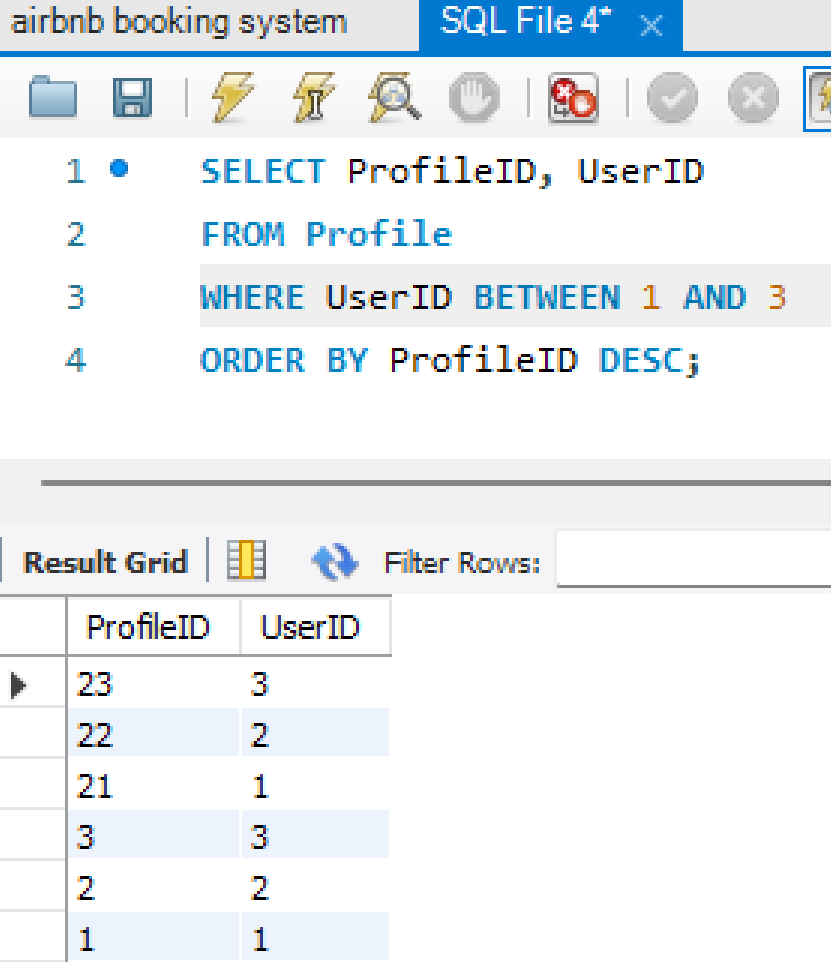 airbnb booking system SQL File 4* ×
1 SELECT ProfileID, UserID
2 FROM Profile
3 WHERE UserID BETWEEN 1 AND 3
4 ORDER BY ProfileID DESC;
Result Grid Filter Rows:
ProfileID UserID
23 3
22 2
21 1
3 3
2 2
1 1